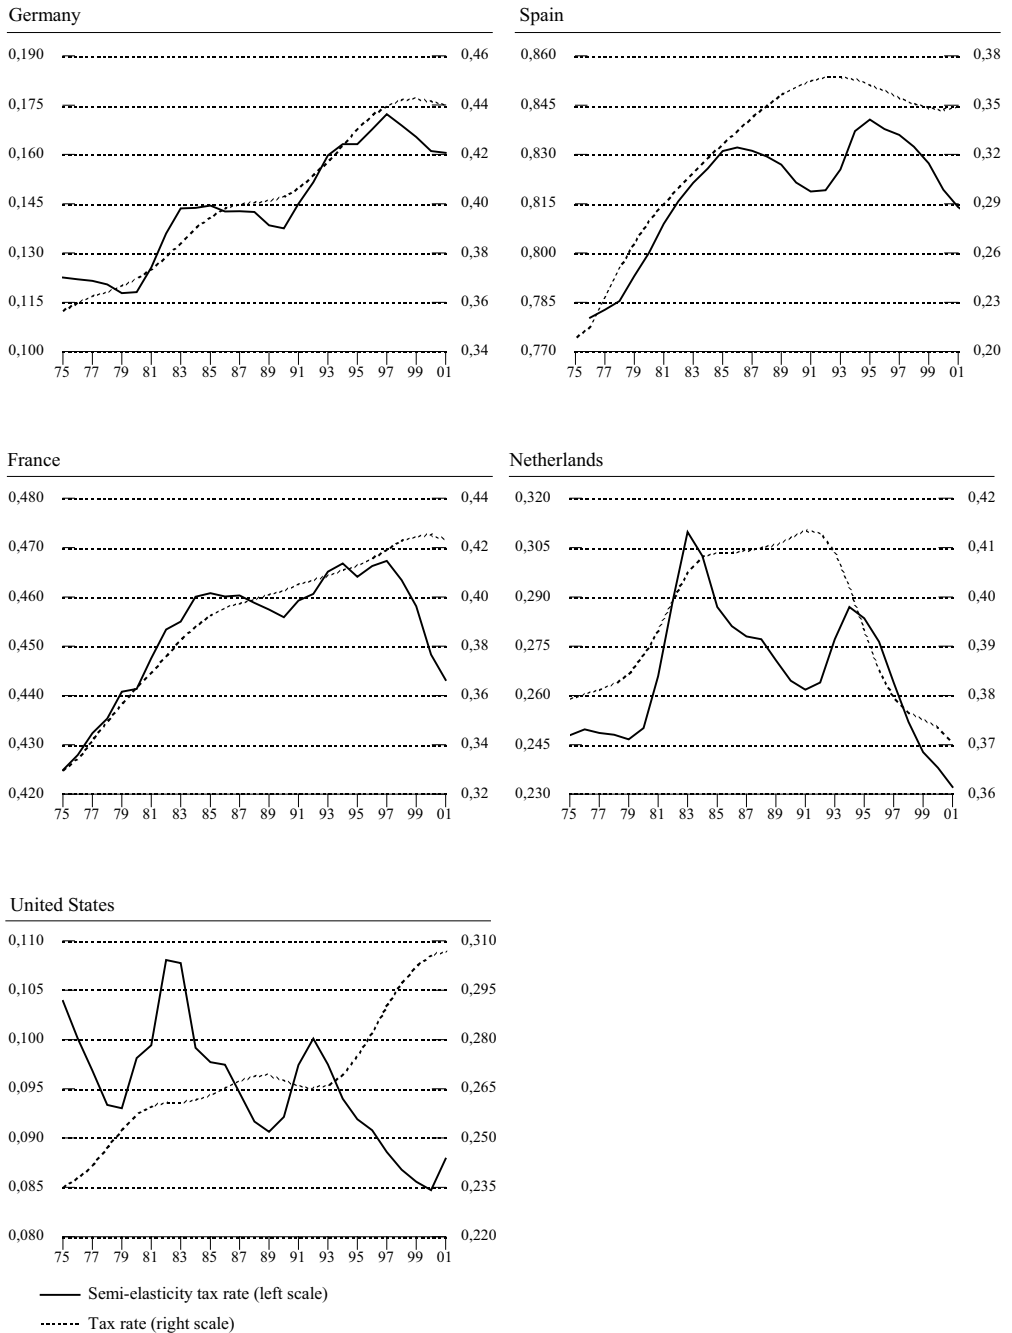 Germany
0,190 0,46
0,175 0,44
0,160 0,42
0,145 0,40
0,130 0,38
0,115 0,36
0,100 0,34
75 77 79 81 83 85 87 89 91 93 95 97 99 01
Spain
0,860 0,38
0,845 0,35
0,830 0,32
0,815 0,29
0,800 0,26
0,785 0,23
0,770 0,20
75 77 79 81 83 85 87 89 91 93 95 97 99 01
France
0,480 0,44
0,470 0,42
0,460 0,40
0,450 0,38
0,440 0,36
0,430 0,34
0,420 0,32
75 77 79 81 83 85 87 89 91 93 95 97 99 01
Netherlands
0,320 0,42
0,305 0,41
0,290 0,40
0,275 0,39
0,260 0,38
0,245 0,37
0,230 0,36
75 77 79 81 83 85 87 89 91 93 95 97 99 01
United States
0,110 0,310
0,105 0,295
0,100 0,280
0,095 0,265
0,090 0,250
0,085 0,235
0,080 0,220
75 77 79 81 83 85 87 89 91 93 95 97 99 01
Semi-elasticity tax rate (left scale)
Tax rate (right scale)